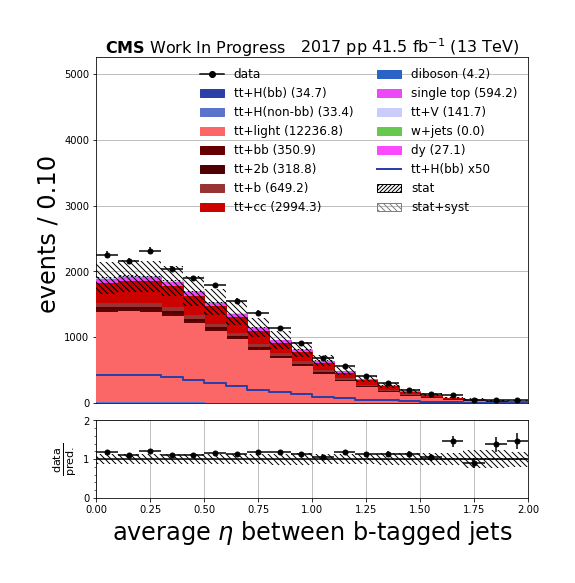 CMS Work In Progress 2017 pp 41.5 fb⁻¹ (13 TeV)
events / 0.10
5000
4000
3000
2000
1000
0
data
tt+H(bb) (34.7)
tt+H(non-bb) (33.4)
tt+light (12236.8)
tt+bb (350.9)
tt+2b (318.8)
tt+b (649.2)
tt+cc (2994.3)
diboson (4.2)
single top (594.2)
tt+V (141.7)
w+jets (0.0)
dy (27.1)
tt+H(bb) x50
stat
stat+syst
data
pred.
2
1
0
0.00 0.25 0.50 0.75 1.00 1.25 1.50 1.75 2.00
average η between b-tagged jets